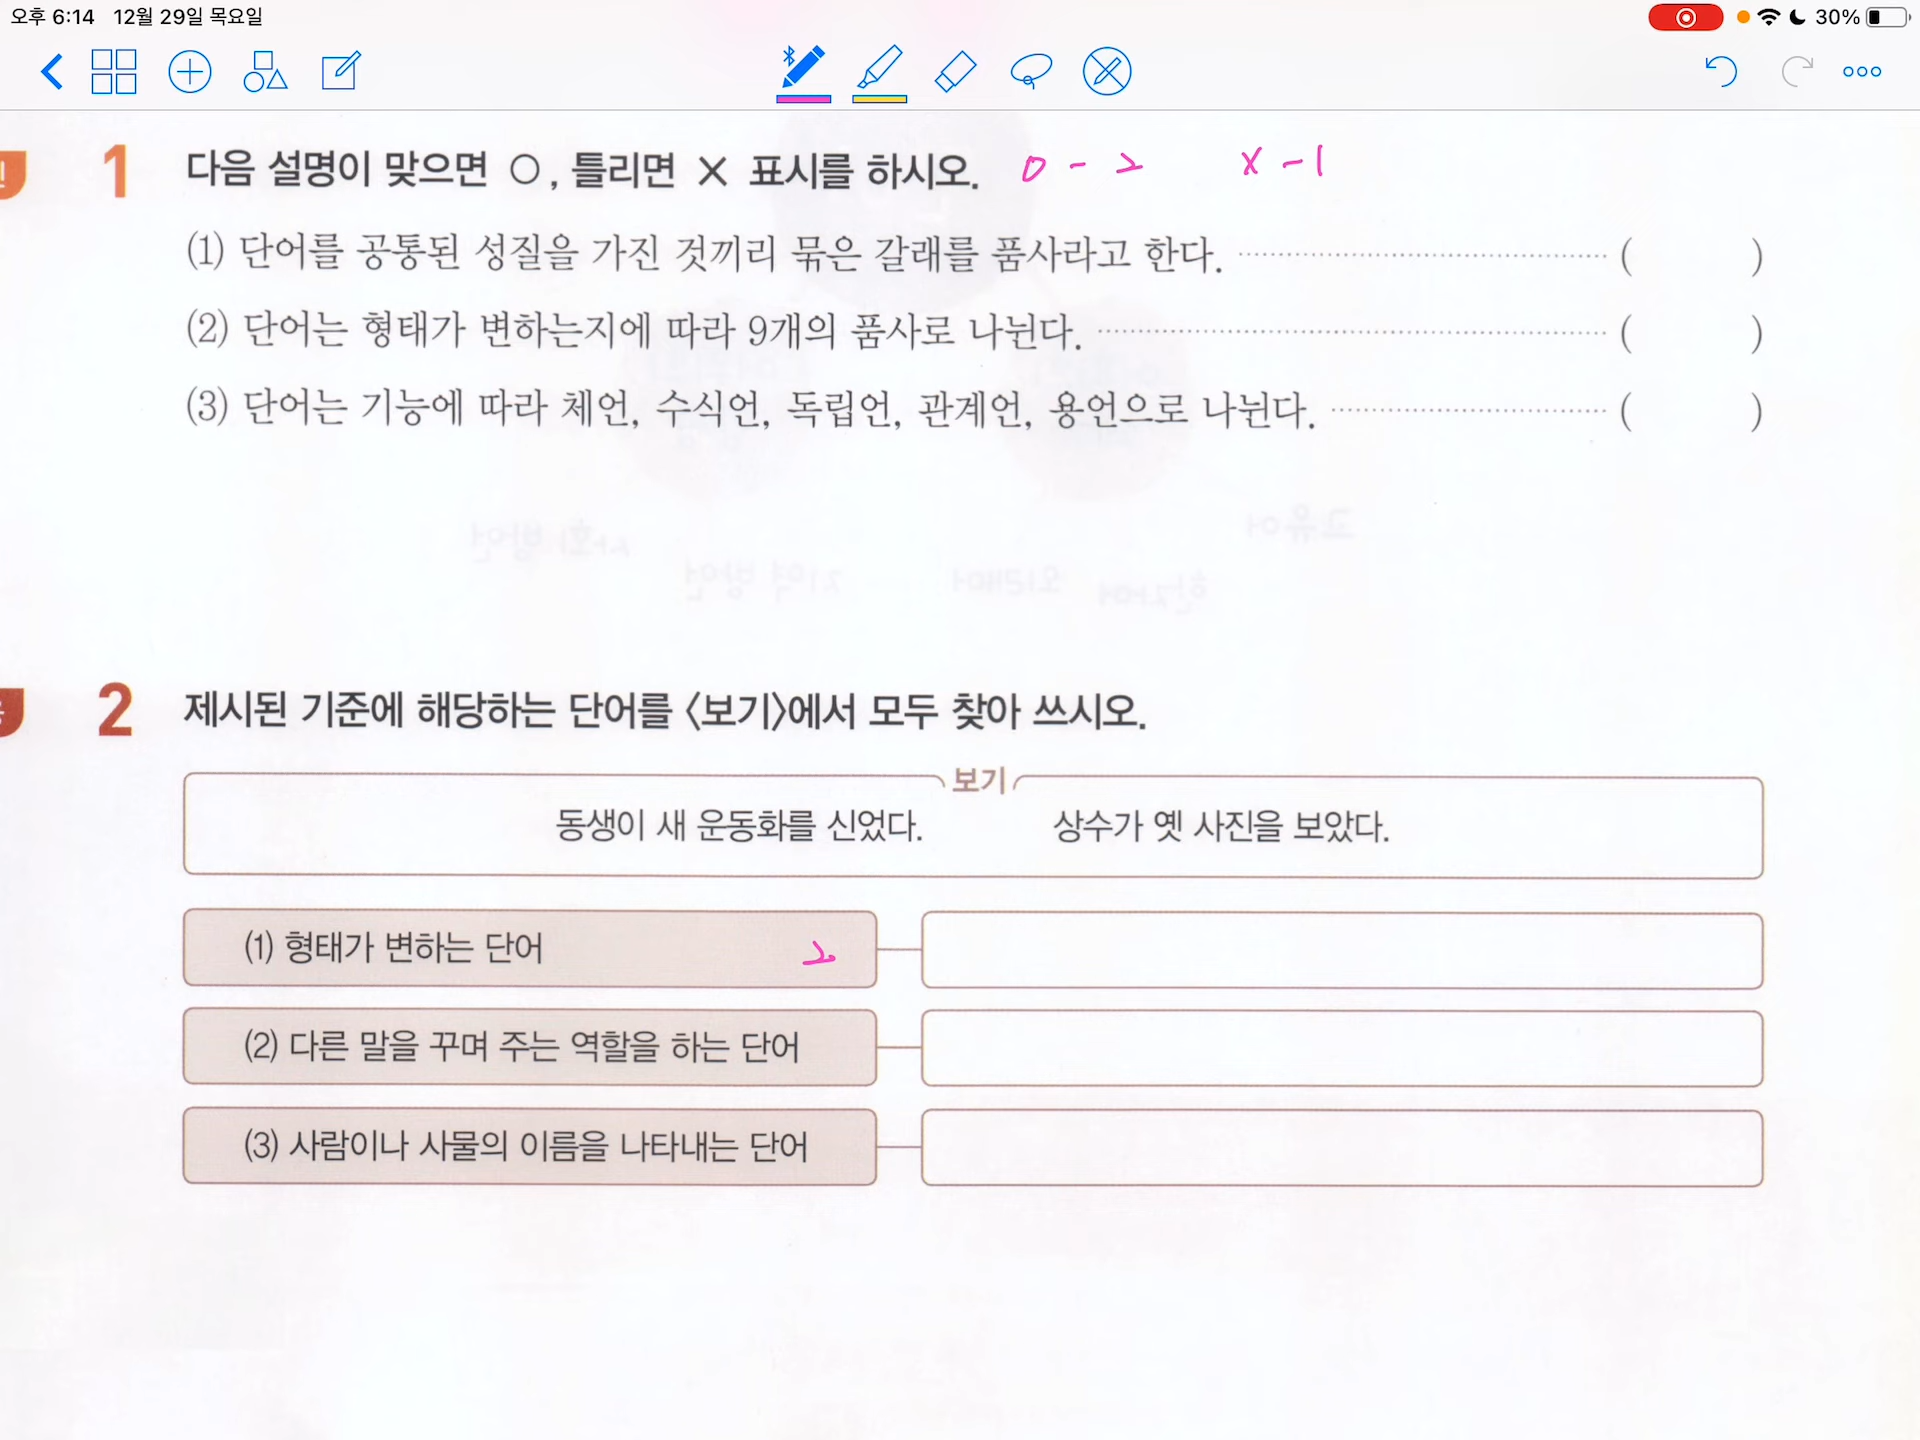 오후 6:14 12월 29일 목요일 30%
1 다음 설명이 맞으면 ○, 틀리면 × 표시를 하시오. 0 - 2 X - 1
(1) 단어를 공통된 성질을 가진 것끼리 묶은 갈래를 품사라고 한다. ( )
(2) 단어는 형태가 변하는지에 따라 9개의 품사로 나뉜다. ( )
(3) 단어는 기능에 따라 체언, 수식언, 독립언, 관계언, 용언으로 나뉜다. ( )
2 제시된 기준에 해당하는 단어를 〈보기〉에서 모두 찾아 쓰시오.
보기
동생이 새 운동화를 신었다. 상수가 옛 사진을 보았다.
(1) 형태가 변하는 단어 2
(2) 다른 말을 꾸며 주는 역할을 하는 단어
(3) 사람이나 사물의 이름을 나타내는 단어